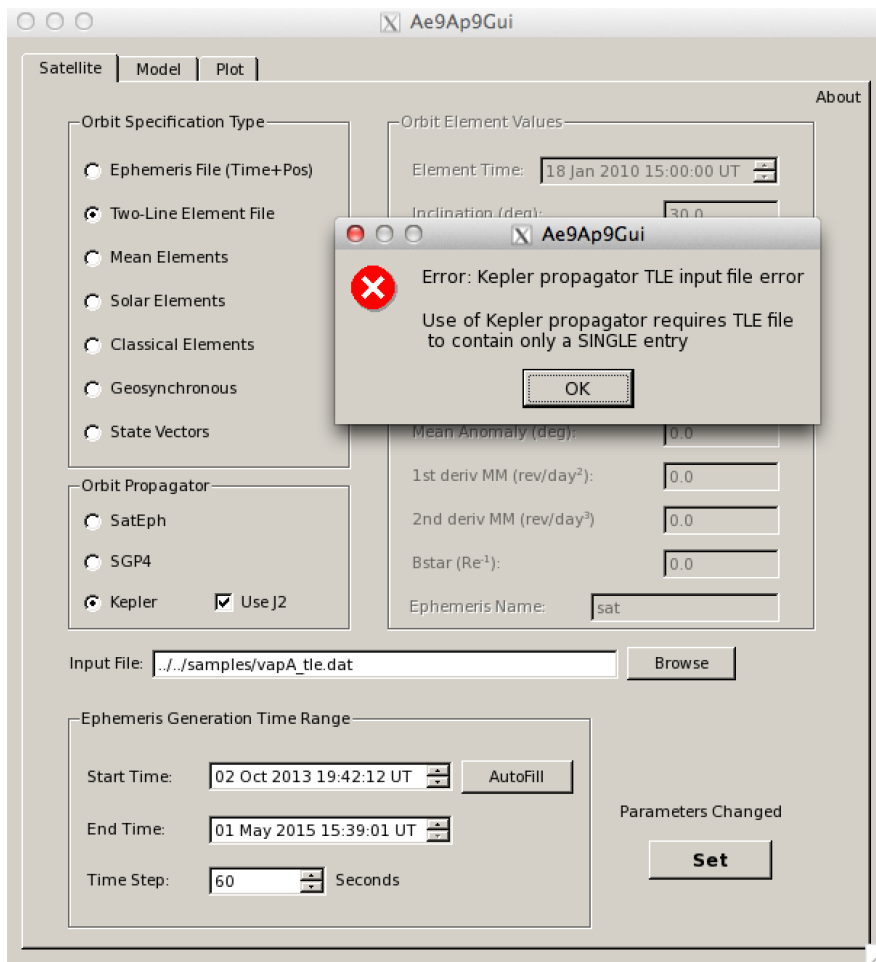 Ae9Ap9Gui
Satellite
Model
Plot
About
Orbit Specification Type
Ephemeris File (Time+Pos)
Two-Line Element File
Mean Elements
Solar Elements
Classical Elements
Geosynchronous
State Vectors
Orbit Element Values
Element Time: 18 Jan 2010 15:00:00 UT
Inclination (deg): 30.0
Ae9Ap9Gui
Error: Kepler propagator TLE input file error
Use of Kepler propagator requires TLE file
to contain only a SINGLE entry
OK
Mean Anomaly (deg): 0.0
1st deriv MM (rev/day²): 0.0
2nd deriv MM (rev/day³) 0.0
Bstar (Re⁻¹): 0.0
Ephemeris Name: sat
Orbit Propagator
SatEph
SGP4
Kepler Use J2
Input File: ../../samples/vapA_tle.dat Browse
Ephemeris Generation Time Range
Start Time: 02 Oct 2013 19:42:12 UT AutoFill
End Time: 01 May 2015 15:39:01 UT
Time Step: 60 Seconds
Parameters Changed
Set